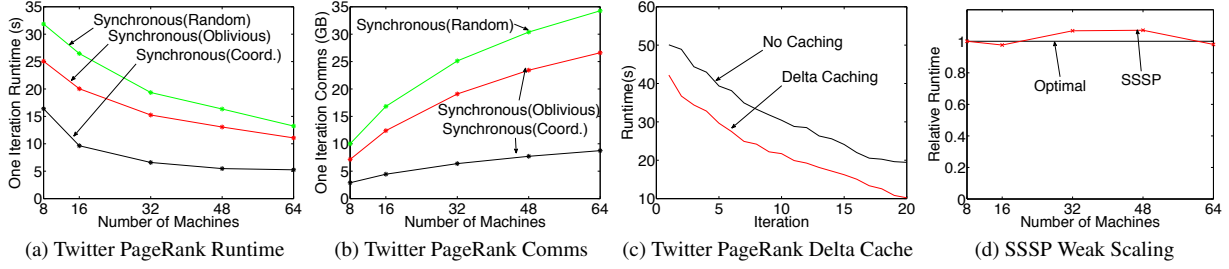 One Iteration Runtime (s)
35
30
25
20
15
10
5
0
Synchronous(Random)
Synchronous(Oblivious)
Synchronous(Coord.)
8 16 32 48 64
Number of Machines
(a) Twitter PageRank Runtime
One Iteration Comms (GB)
35
30
25
20
15
10
5
0
Synchronous(Random)
Synchronous(Oblivious)
Synchronous(Coord.)
8 16 32 48 64
Number of Machines
(b) Twitter PageRank Comms
Runtime(s)
60
50
40
30
20
10
No Caching
Delta Caching
0 5 10 15 20
Iteration
(c) Twitter PageRank Delta Cache
Relative Runtime
1
0.8
0.6
0.4
0.2
0
Optimal
SSSP
8 16 32 48 64
Number of Machines
(d) SSSP Weak Scaling